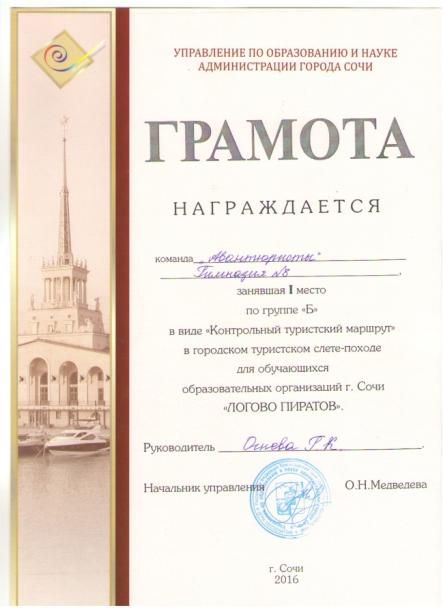 УПРАВЛЕНИЕ ПО ОБРАЗОВАНИЮ И НАУКЕ
АДМИНИСТРАЦИИ ГОРОДА СОЧИ
ГРАМОТА
НАГРАЖДАЕТСЯ
команда „Авантюристы"
Гимназия №8,
занявшая I место
по группе «Б»
в виде «Контрольный туристский маршрут»
в городском туристском слете-походе
для обучающихся
образовательных организаций г. Сочи
«ЛОГОВО ПИРАТОВ».
Руководитель Огнева Г.К.
Начальник управления О.Н.Медведева
г. Сочи
2016